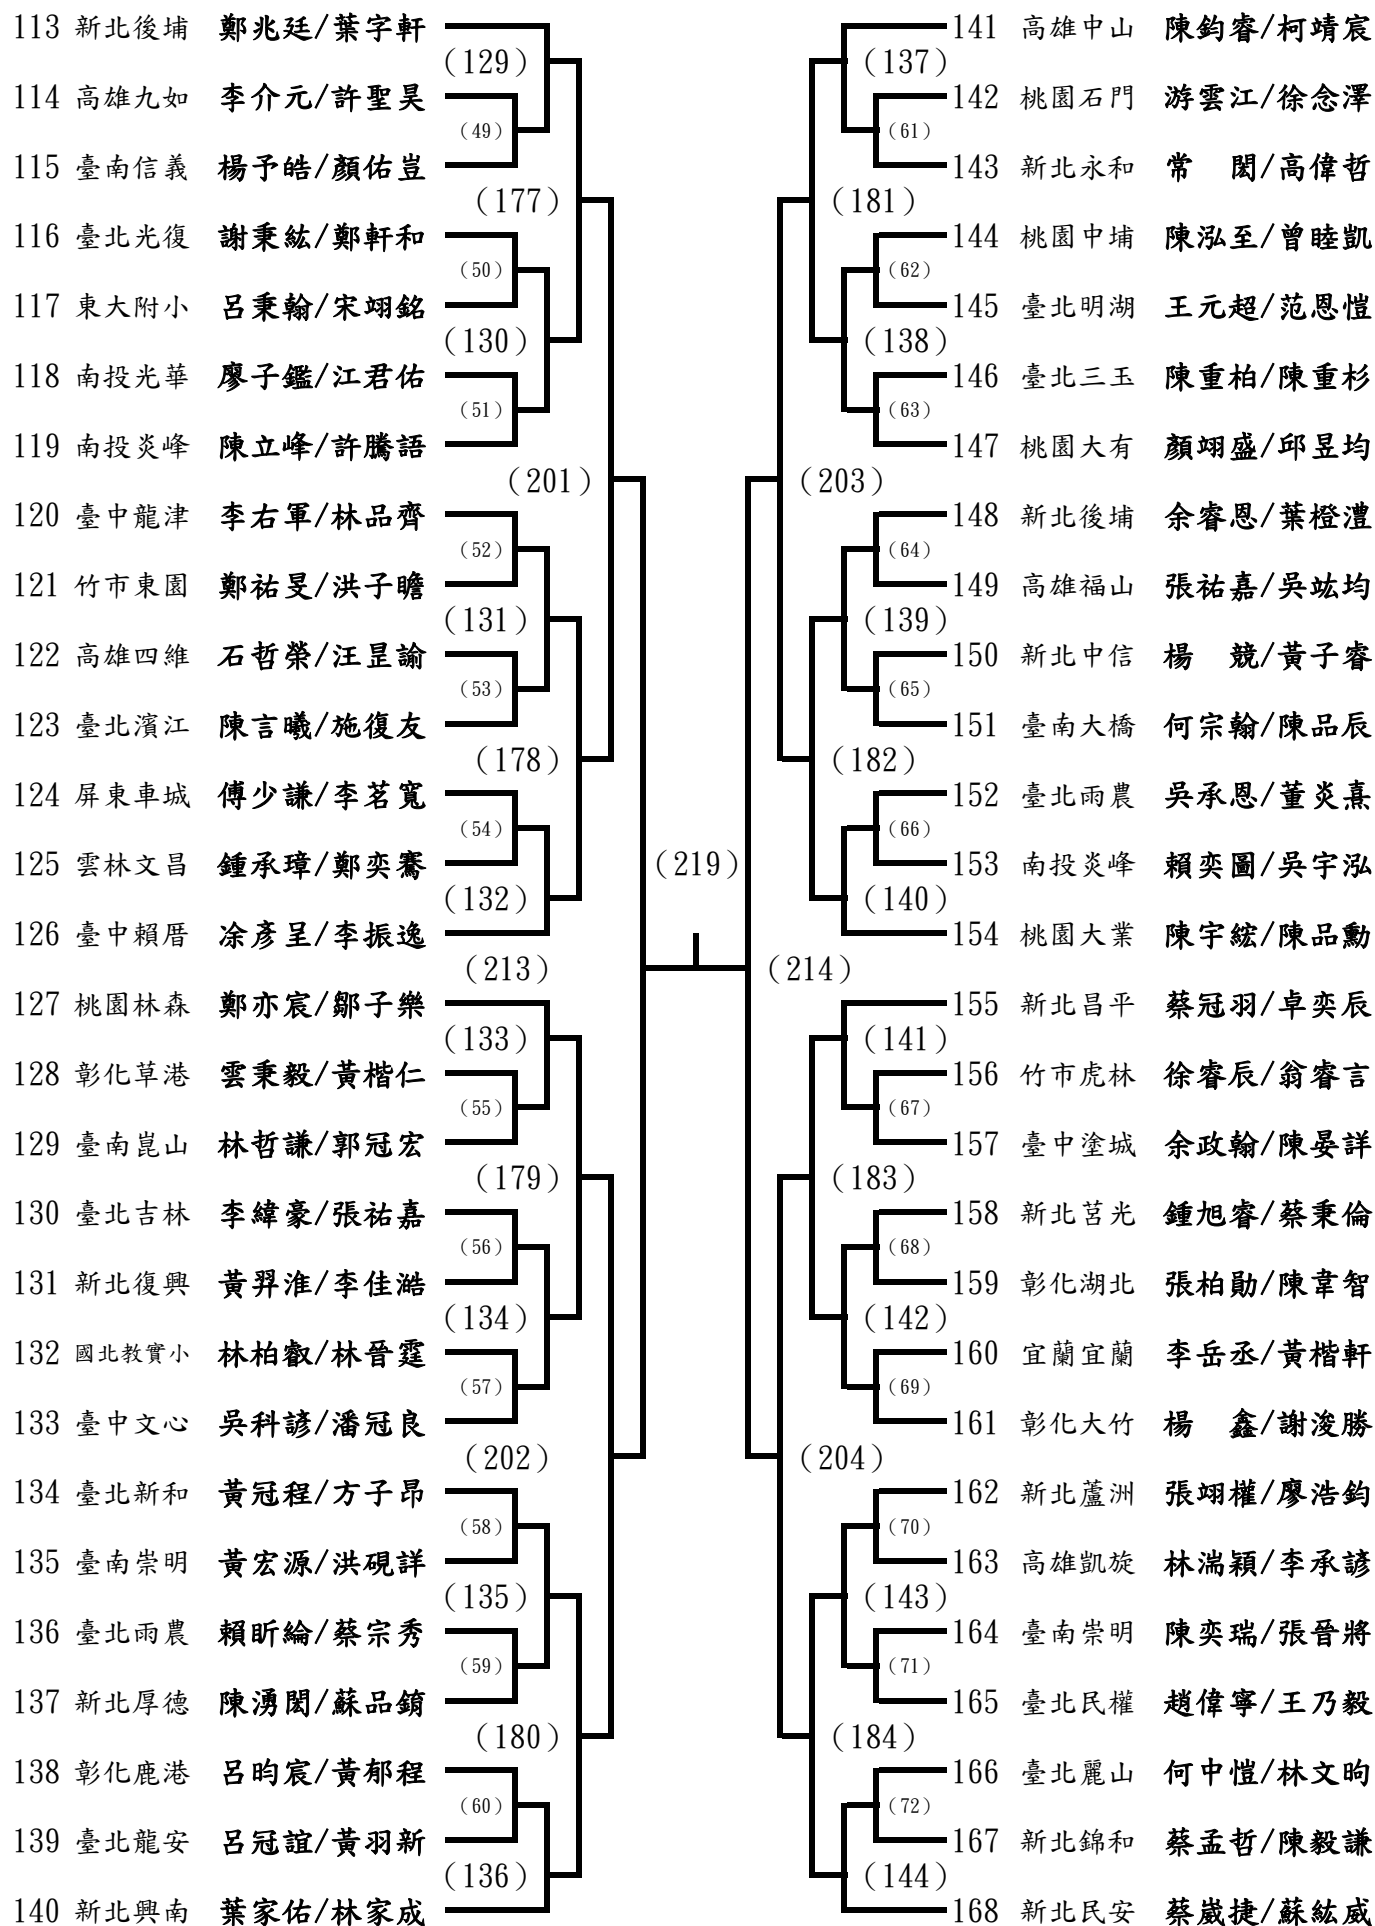 113 新北後埔 鄭兆廷/葉字軒
(129)
114 高雄九如 李介元/許聖昊
(49)
115 臺南信義 楊予皓/顏佑豈
(177)
116 臺北光復 謝秉紘/鄭軒和
(50)
117 東大附小 呂秉翰/宋翊銘
(130)
118 南投光華 廖子鑑/江君佑
(51)
119 南投炎峰 陳立峰/許騰語
(201)
120 臺中龍津 李右軍/林品齊
(52)
121 竹市東園 鄭祐旻/洪子瞻
(131)
122 高雄四維 石哲榮/汪昰諭
(53)
123 臺北濱江 陳言曦/施復友
(178)
124 屏東車城 傅少謙/李茗寬
(54)
125 雲林文昌 鍾承璋/鄭奕騫
(132)
126 臺中賴厝 凃彥呈/李振逸
(213)
127 桃園林森 鄭亦宸/鄒子樂
(133)
128 彰化草港 雲秉毅/黃楷仁
(55)
129 臺南崑山 林哲謙/郭冠宏
(179)
130 臺北吉林 李緯豪/張祐嘉
(56)
131 新北復興 黃羿淮/李佳澔
(134)
132 國北教實小 林柏叡/林晉霆
(57)
133 臺中文心 吳科諺/潘冠良
(202)
134 臺北新和 黃冠程/方子昂
(58)
135 臺南崇明 黃宏源/洪硯詳
(135)
136 臺北雨農 賴昕綸/蔡宗秀
(59)
137 新北厚德 陳湧閎/蘇品錥
(180)
138 彰化鹿港 呂昀宸/黃郁程
(60)
139 臺北龍安 呂冠誼/黃羽新
(136)
140 新北興南 葉家佑/林家成
(219)
141 高雄中山 陳鈞睿/柯靖宸
(137)
142 桃園石門 游雲江/徐念澤
(61)
143 新北永和 常　閎/高偉哲
(181)
144 桃園中埔 陳泓至/曾睦凱
(62)
145 臺北明湖 王元超/范恩愷
(138)
146 臺北三玉 陳重柏/陳重杉
(63)
147 桃園大有 顏翊盛/邱昱均
(203)
148 新北後埔 余睿恩/葉橙澧
(64)
149 高雄福山 張祐嘉/吳竑均
(139)
150 新北中信 楊　競/黃子睿
(65)
151 臺南大橋 何宗翰/陳品辰
(182)
152 臺北雨農 吳承恩/董炎熹
(66)
153 南投炎峰 賴奕圖/吳宇泓
(140)
154 桃園大業 陳宇綋/陳品勳
(214)
155 新北昌平 蔡冠羽/卓奕辰
(141)
156 竹市虎林 徐睿辰/翁睿言
(67)
157 臺中塗城 余政翰/陳晏詳
(183)
158 新北莒光 鍾旭睿/蔡秉倫
(68)
159 彰化湖北 張柏勛/陳韋智
(142)
160 宜蘭宜蘭 李岳丞/黃楷軒
(69)
161 彰化大竹 楊　鑫/謝浚勝
(204)
162 新北蘆洲 張翊權/廖浩鈞
(70)
163 高雄凱旋 林湍穎/李承諺
(143)
164 臺南崇明 陳奕瑞/張晉將
(71)
165 臺北民權 趙偉寧/王乃毅
(184)
166 臺北麗山 何中愷/林文昫
(72)
167 新北錦和 蔡孟哲/陳毅謙
(144)
168 新北民安 蔡崴捷/蘇紘威